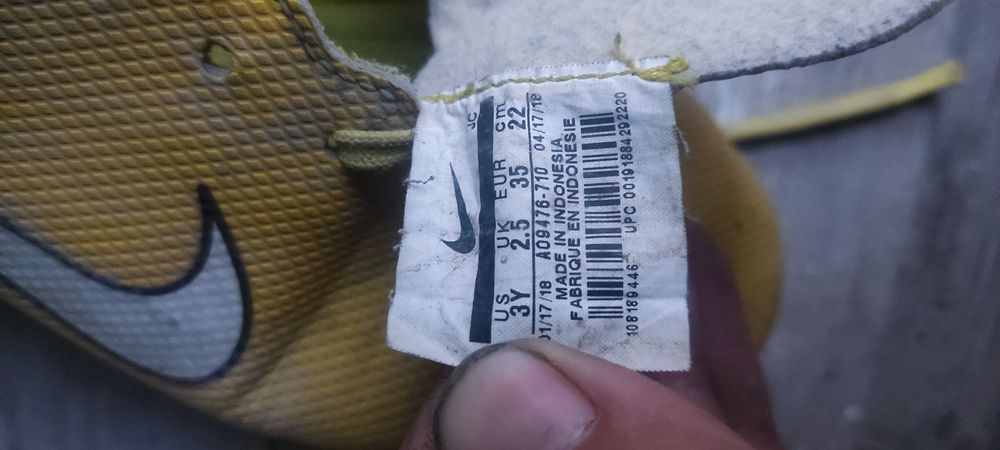 JC
US UK EUR cm
3Y 2.5 35 22
01/17/18 AO9476-710 04/17/18
MADE IN INDONESIA
FABRIQUE EN INDONESIE
108189446 UPC 00191884292220